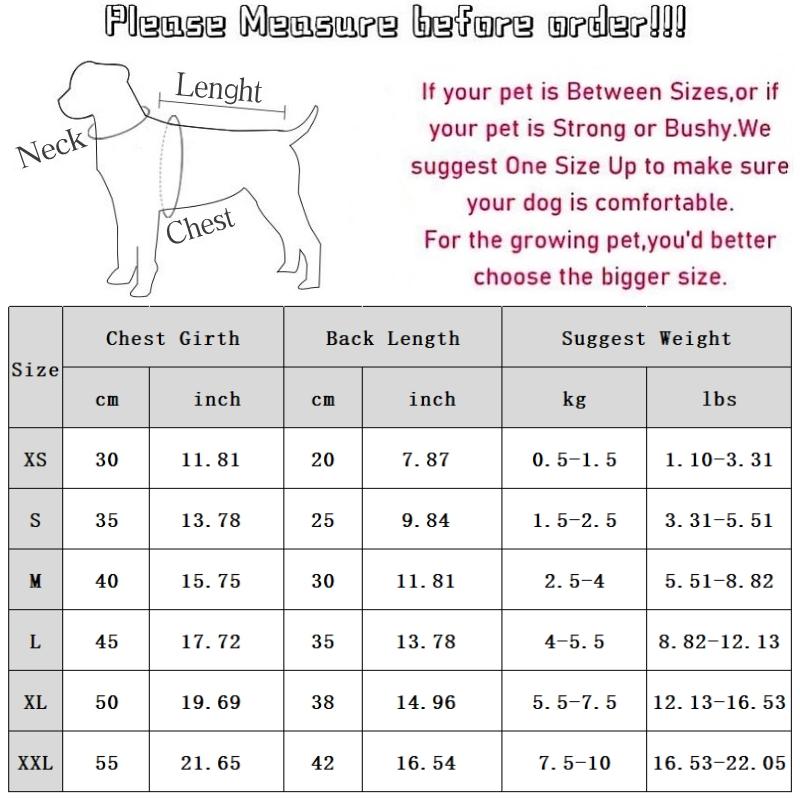 Please Measure before order!!!
Lenght
Neck
Chest
If your pet is Between Sizes,or if
your pet is Strong or Bushy.We
suggest One Size Up to make sure
your dog is comfortable.
For the growing pet,you'd better
choose the bigger size.
Size Chest Girth Back Length Suggest Weight
cm inch cm inch kg lbs
XS 30 11.81 20 7.87 0.5-1.5 1.10-3.31
S 35 13.78 25 9.84 1.5-2.5 3.31-5.51
M 40 15.75 30 11.81 2.5-4 5.51-8.82
L 45 17.72 35 13.78 4-5.5 8.82-12.13
XL 50 19.69 38 14.96 5.5-7.5 12.13-16.53
XXL 55 21.65 42 16.54 7.5-10 16.53-22.05